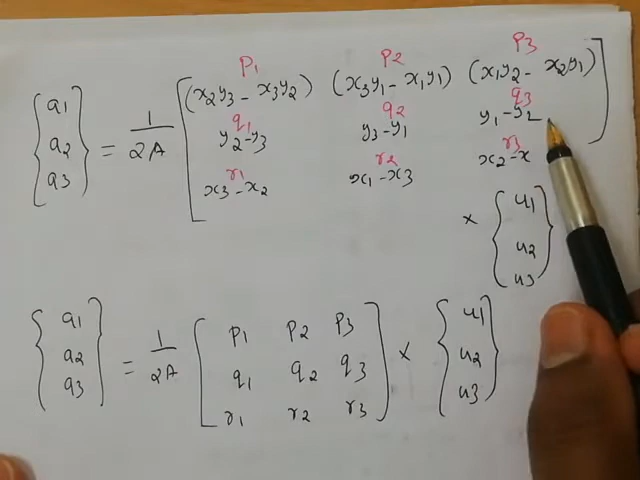 p1 p2 p3
{a1 a2 a3} = 1/2A [(x2y3 - x3y2) (x3y1 - x1y1) (x1y2 - x2y1)
q1 q2 q3
y2-y3 y3-y1 y1-y2
r1 r2 r3
x3-x2 x1-x3 x2-x]
× {u1 u2 u3}
{a1 a2 a3} = 1/2A [p1 p2 p3
q1 q2 q3
r1 r2 r3] × {u1 u2 u3}